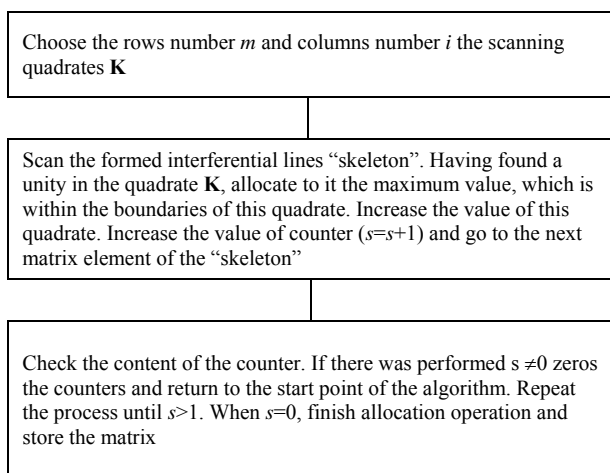 Choose the rows number m and columns number i the scanning
quadrates K
Scan the formed interferential lines “skeleton”. Having found a
unity in the quadrate K, allocate to it the maximum value, which is
within the boundaries of this quadrate. Increase the value of this
quadrate. Increase the value of counter (s=s+1) and go to the next
matrix element of the “skeleton”
Check the content of the counter. If there was performed s ≠0 zeros
the counters and return to the start point of the algorithm. Repeat
the process until s>1. When s=0, finish allocation operation and
store the matrix